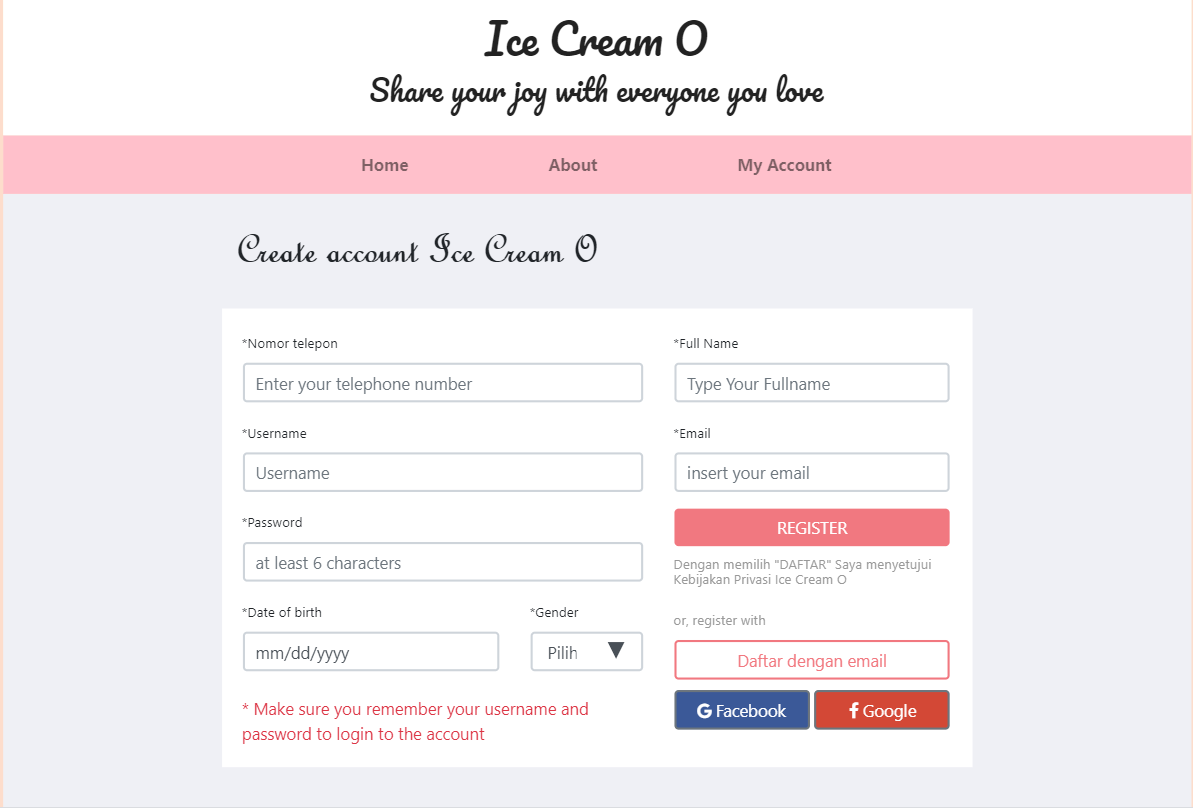 Ice Cream O
Share your joy with everyone you love
Home About My Account
Create account Ice Cream O
*Nomor telepon
Enter your telephone number
*Username
Username
*Password
at least 6 characters
*Date of birth
mm/dd/yyyy
*Gender
Pilih
* Make sure you remember your username and
password to login to the account
*Full Name
Type Your Fullname
*Email
insert your email
REGISTER
Dengan memilih "DAFTAR" Saya menyetujui
Kebijakan Privasi Ice Cream O
or, register with
Daftar dengan email
Facebook
Google